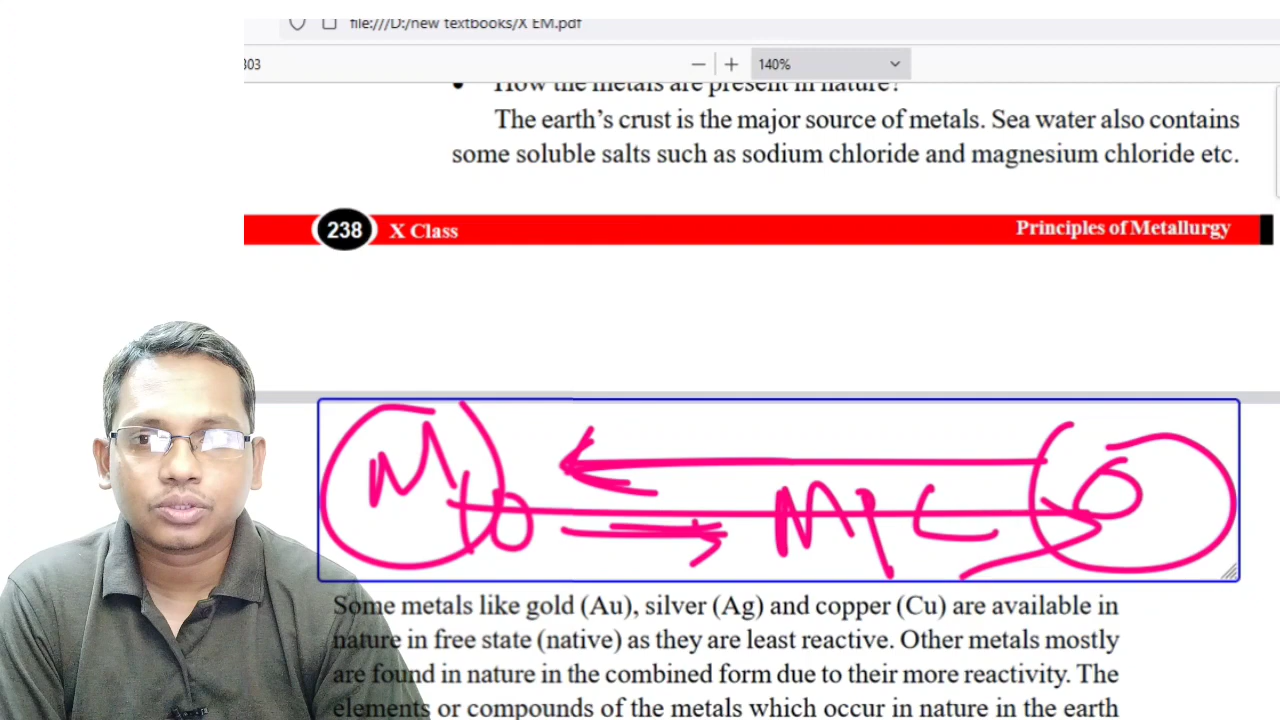 file:///D:/new textbooks/X EM.pdf
303
140%
• How the metals are present in nature?
The earth's crust is the major source of metals. Sea water also contains
some soluble salts such as sodium chloride and magnesium chloride etc.
238 X Class Principles of Metallurgy
M
O
Some metals like gold (Au), silver (Ag) and copper (Cu) are available in
nature in free state (native) as they are least reactive. Other metals mostly
are found in nature in the combined form due to their more reactivity. The
elements or compounds of the metals which occur in nature in the earth